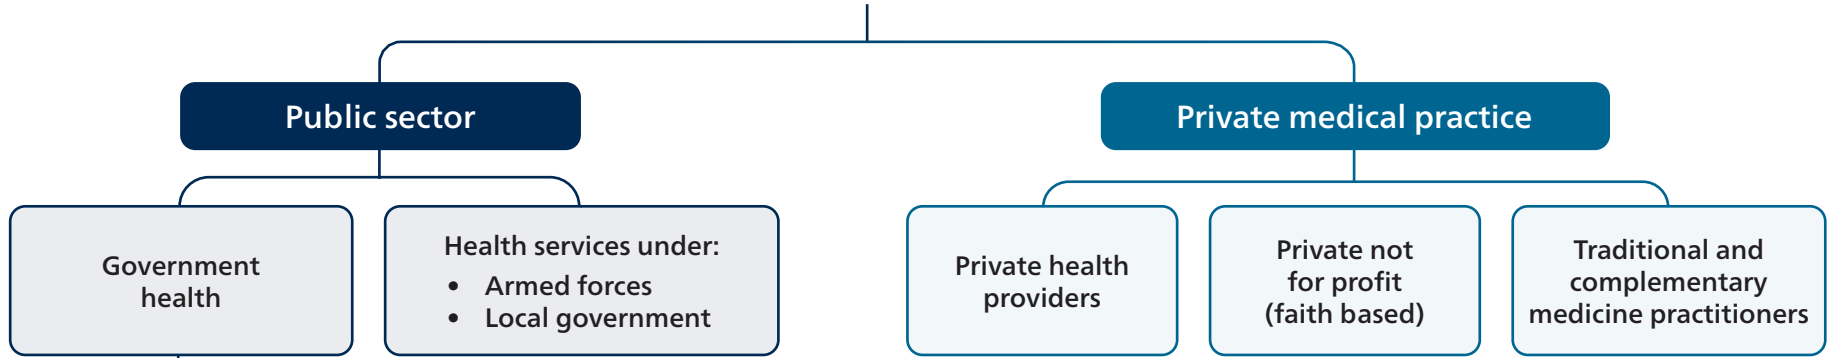 Public sector
Private medical practice
Government
health
Health services under:
• Armed forces
• Local government
Private health
providers
Private not
for profit
(faith based)
Traditional and
complementary
medicine practitioners